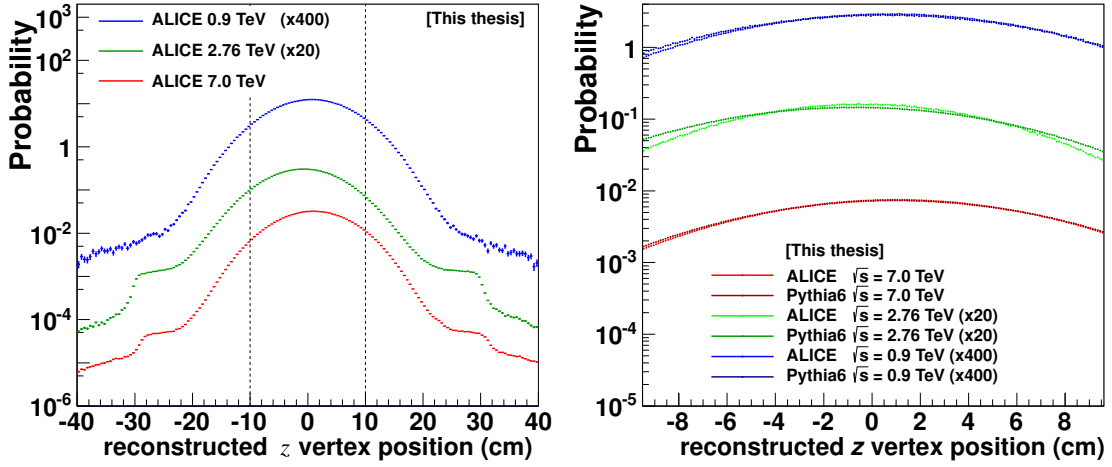 Probability
10³
10²
1
10⁻²
10⁻⁴
10⁻⁶
ALICE 0.9 TeV (x400)
ALICE 2.76 TeV (x20)
ALICE 7.0 TeV
[This thesis]
-40 -30 -20 -10 0 10 20 30 40
reconstructed z vertex position (cm)
Probability
1
10⁻¹
10⁻²
10⁻³
10⁻⁴
10⁻⁵
[This thesis]
ALICE √s = 7.0 TeV
Pythia6 √s = 7.0 TeV
ALICE √s = 2.76 TeV (x20)
Pythia6 √s = 2.76 TeV (x20)
ALICE √s = 0.9 TeV (x400)
Pythia6 √s = 0.9 TeV (x400)
-8 -6 -4 -2 0 2 4 6 8
reconstructed z vertex position (cm)